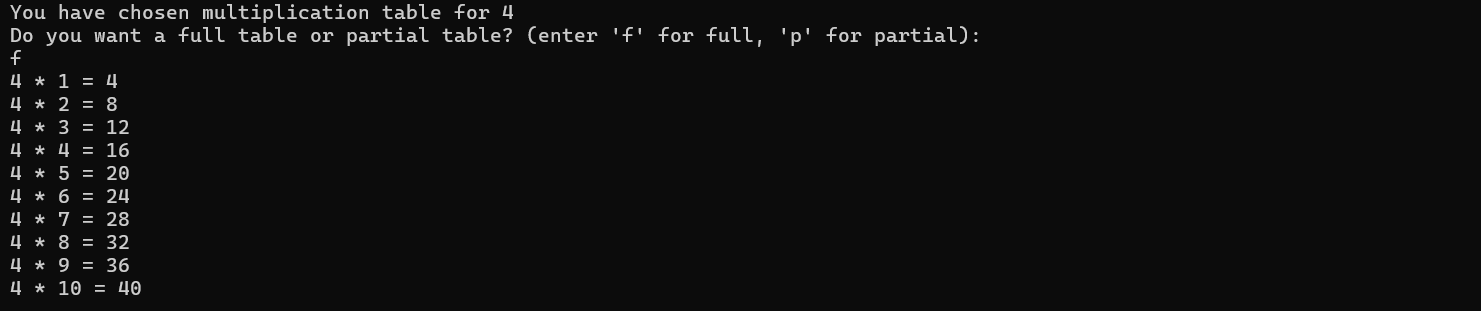 You have chosen multiplication table for 4
Do you want a full table or partial table? (enter 'f' for full, 'p' for partial):
f
4 * 1 = 4
4 * 2 = 8
4 * 3 = 12
4 * 4 = 16
4 * 5 = 20
4 * 6 = 24
4 * 7 = 28
4 * 8 = 32
4 * 9 = 36
4 * 10 = 40